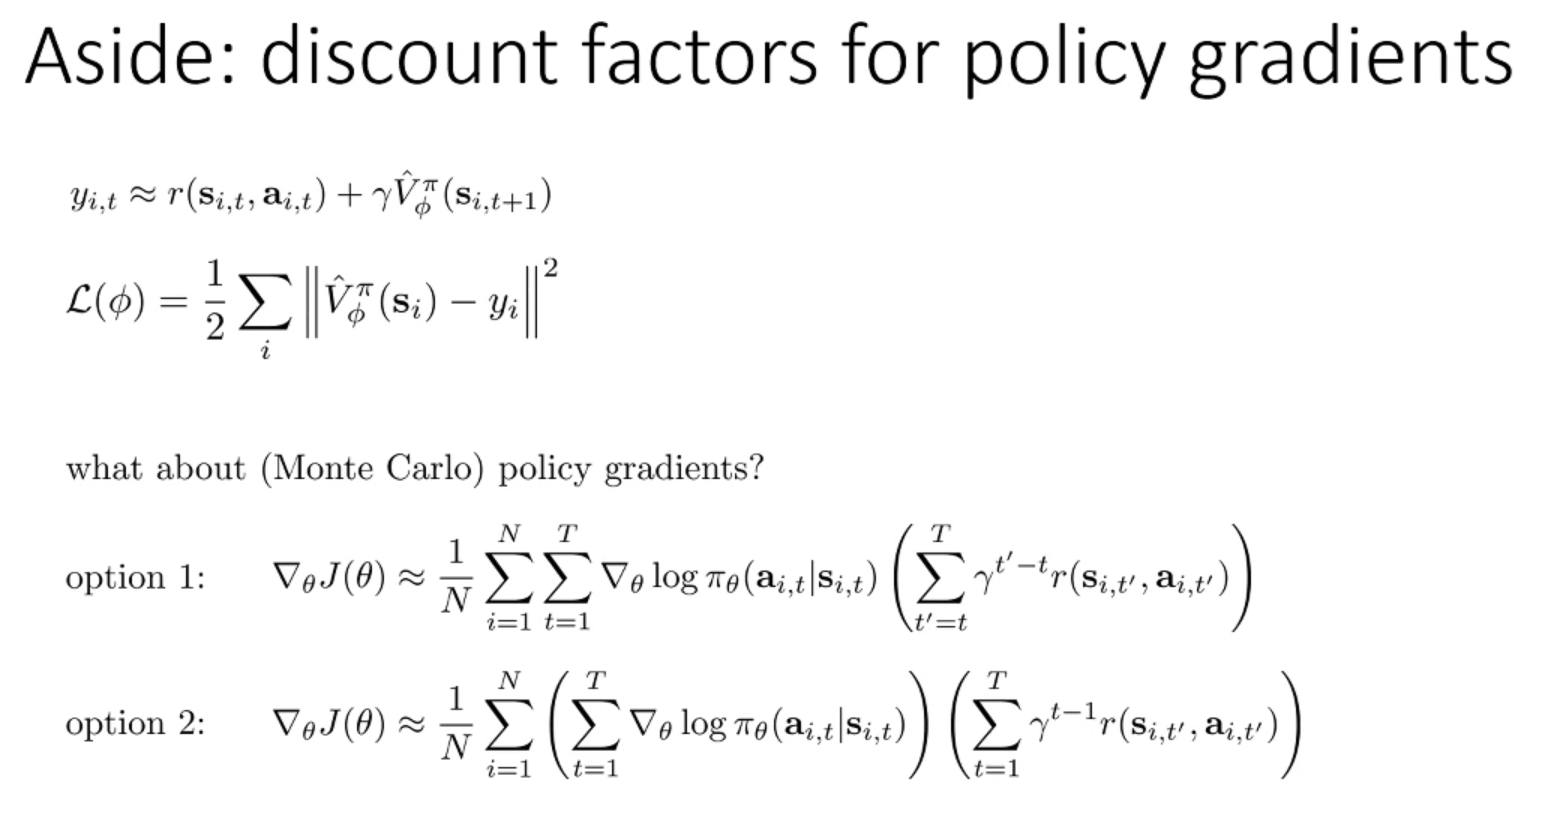 Aside: discount factors for policy gradients
$y_{i,t} \approx r(\mathbf{s}_{i,t}, \mathbf{a}_{i,t}) + \gamma \hat{V}^{\pi}_{\phi}(\mathbf{s}_{i,t+1})$
$\mathcal{L}(\phi) = \frac{1}{2} \sum_{i} \left\| \hat{V}^{\pi}_{\phi}(\mathbf{s}_i) - y_i \right\|^2$
what about (Monte Carlo) policy gradients?
option 1: $\nabla_\theta J(\theta) \approx \frac{1}{N} \sum_{i=1}^{N} \sum_{t=1}^{T} \nabla_\theta \log \pi_\theta(\mathbf{a}_{i,t}|\mathbf{s}_{i,t}) \left( \sum_{t'=t}^{T} \gamma^{t'-t} r(\mathbf{s}_{i,t'}, \mathbf{a}_{i,t'}) \right)$
option 2: $\nabla_\theta J(\theta) \approx \frac{1}{N} \sum_{i=1}^{N} \left( \sum_{t=1}^{T} \nabla_\theta \log \pi_\theta(\mathbf{a}_{i,t}|\mathbf{s}_{i,t}) \right) \left( \sum_{t=1}^{T} \gamma^{t-1} r(\mathbf{s}_{i,t'}, \mathbf{a}_{i,t'}) \right)$